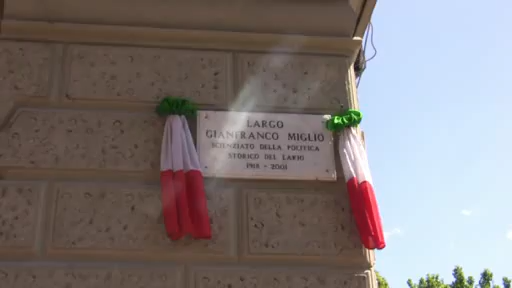 LARGO
GIANFRANCO MIGLIO
SCIENZIATO DELLA POLITICA
STORICO DEL LARIO
1918 - 2001